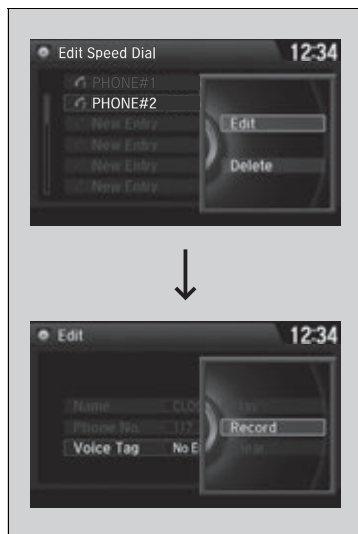 Edit Speed Dial 12:34
PHONE#1
PHONE#2
New Entry
New Entry
New Entry
New Entry
Edit
Delete
Edit 12:34
Name
Phone No.
Voice Tag No E
Record